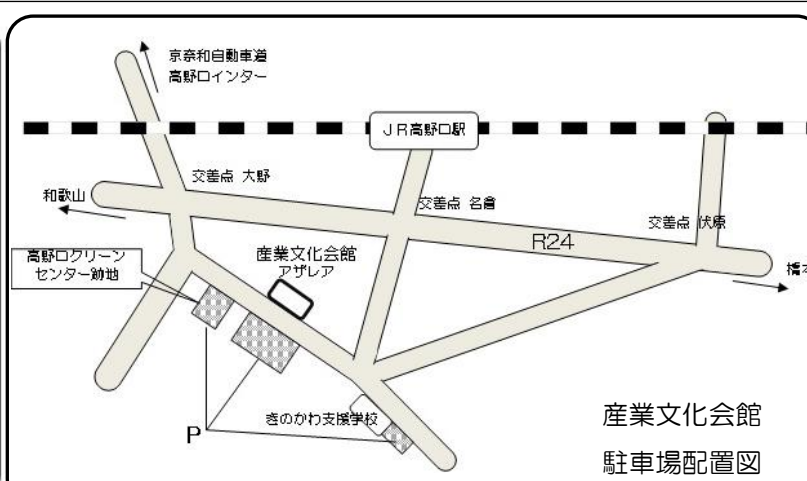 京奈和自動車道
高野口インター
JR高野口駅
交差点 大野
和歌山
交差点 名倉
交差点 伏原
R24
高野口クリーン
センター跡地
産業文化会館
アザレア
橋本
きのかわ支援学校
P
産業文化会館
駐車場配置図